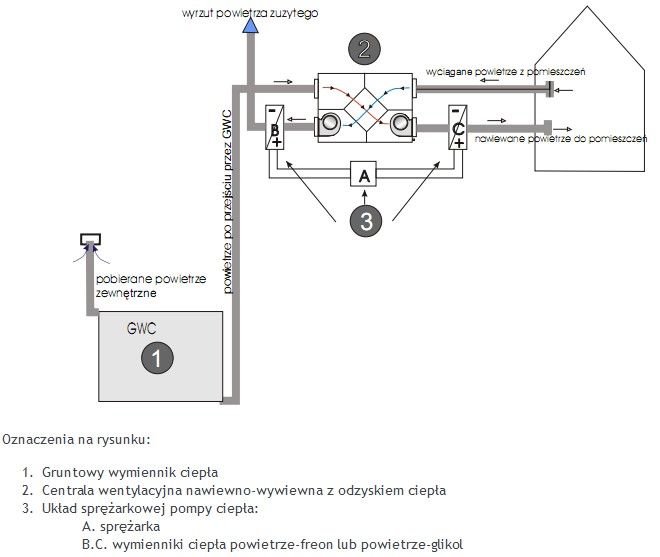 wyrzut powietrza zużytego
2
wyciągane powietrze z pomieszczeń
nawiewane powietrze do pomieszczeń
-
B
+
-
C
+
A
3
powietrze po przejściu przez GWC
pobierane powietrze
zewnętrzne
GWC
1
Oznaczenia na rysunku:
1. Gruntowy wymiennik ciepła
2. Centrala wentylacyjna nawiewno-wywiewna z odzyskiem ciepła
3. Układ sprężarkowej pompy ciepła:
A. sprężarka
B.C. wymienniki ciepła powietrze-freon lub powietrze-glikol